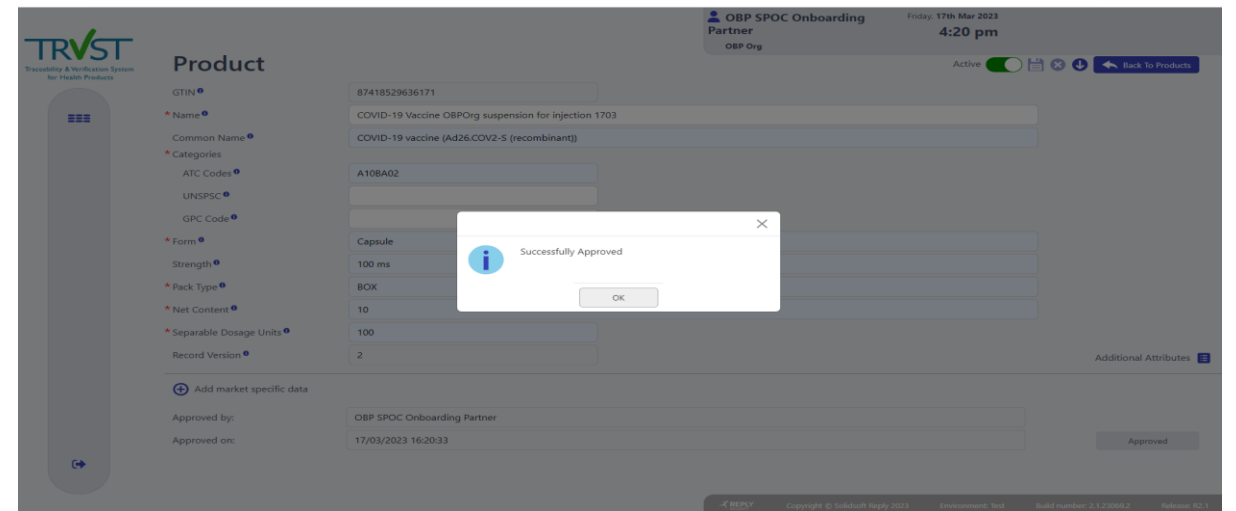 OBP SPOC Onboarding Partner
OBP Org
Friday, 17th Mar 2023
4:20 pm
TRVST
Traceability & Verification System
for Health Products
Product
Active
Back To Products
GTIN
87418529636171
* Name
COVID-19 Vaccine OBPOrg suspension for injection 1703
Common Name
COVID-19 vaccine (Ad26.COV2-S (recombinant))
* Categories
ATC Codes
A10BA02
UNSPSC
GPC Code
* Form
Capsule
Strength
100 ms
* Pack Type
BOX
* Net Content
10
* Separable Dosage Units
100
Record Version
2
Additional Attributes
Successfully Approved
OK
Add market specific data
Approved by:
OBP SPOC Onboarding Partner
Approved on:
17/03/2023 16:20:33
Approved
REPLY
Copyright © Solidsoft Reply 2023
Environment: Test
Build number: 2.1.23068.2
Release: R2.1